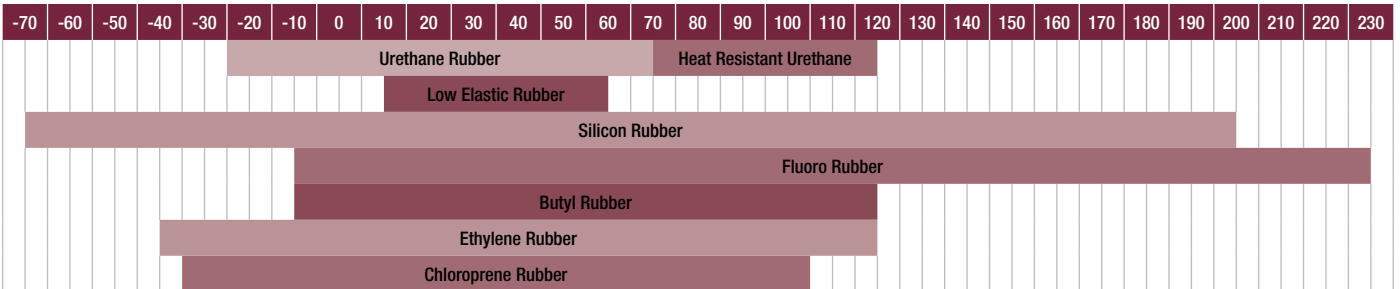 -70 -60 -50 -40 -30 -20 -10 0 10 20 30 40 50 60 70 80 90 100 110 120 130 140 150 160 170 180 190 200 210 220 230
Urethane Rubber Heat Resistant Urethane
Low Elastic Rubber
Silicon Rubber
Fluoro Rubber
Butyl Rubber
Ethylene Rubber
Chloroprene Rubber